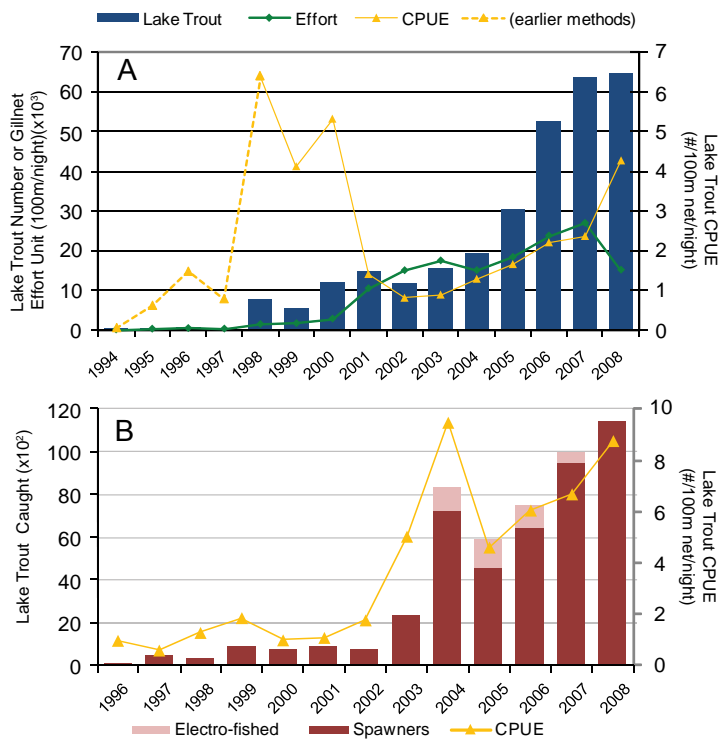 Lake Trout Effort CPUE (earlier methods)
A
70
60
50
40
30
20
10
0
Lake Trout Number or Gillnet
Effort Unit (100m/night)(x10³)
7
6
5
4
3
2
1
0
Lake Trout CPUE
(#/100m net/night)
1994 1995 1996 1997 1998 1999 2000 2001 2002 2003 2004 2005 2006 2007 2008
B
120
100
80
60
40
20
0
Lake Trout Caught (x10²)
10
8
6
4
2
0
Lake Trout CPUE
(#/100m net/night)
1996 1997 1998 1999 2000 2001 2002 2003 2004 2005 2006 2007 2008
Electro-fished Spawners CPUE